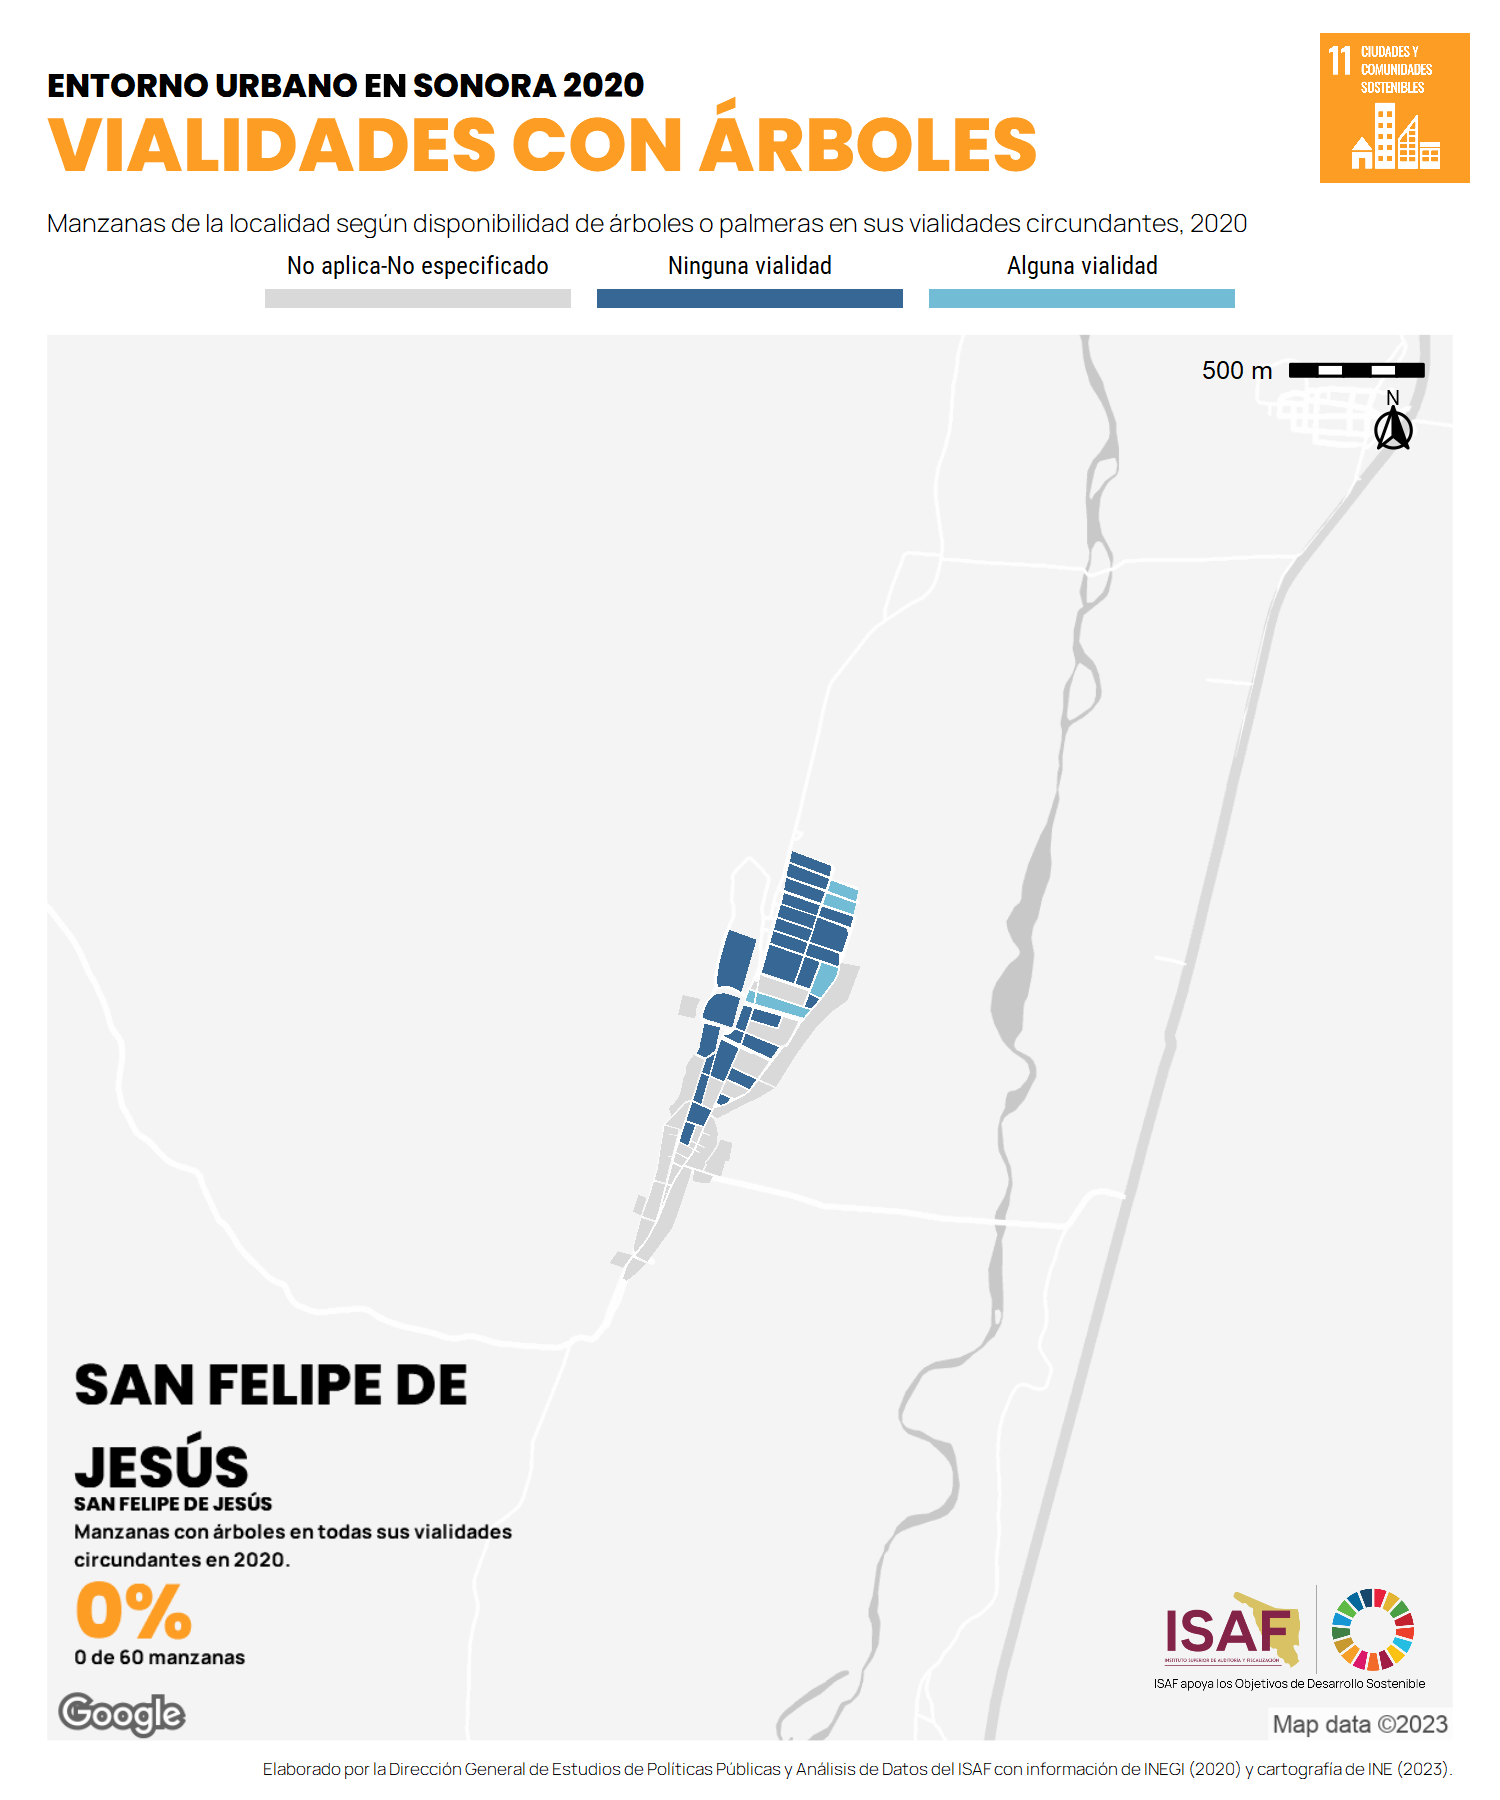 ENTORNO URBANO EN SONORA 2020
VIALIDADES CON ÁRBOLES
11 CIUDADES Y
COMUNIDADES
SOSTENIBLES
Manzanas de la localidad según disponibilidad de árboles o palmeras en sus vialidades circundantes, 2020
No aplica-No especificado Ninguna vialidad Alguna vialidad
500 m
N
SAN FELIPE DE
JESÚS
SAN FELIPE DE JESÚS
Manzanas con árboles en todas sus vialidades
circundantes en 2020.
0%
0 de 60 manzanas
ISAF
INSTITUTO SUPERIOR DE AUDITORÍA Y FISCALIZACIÓN
ISAF apoya los Objetivos de Desarrollo Sostenible
Google
Map data ©2023
Elaborado por la Dirección General de Estudios de Políticas Públicas y Análisis de Datos del ISAF con información de INEGI (2020) y cartografía de INE (2023).